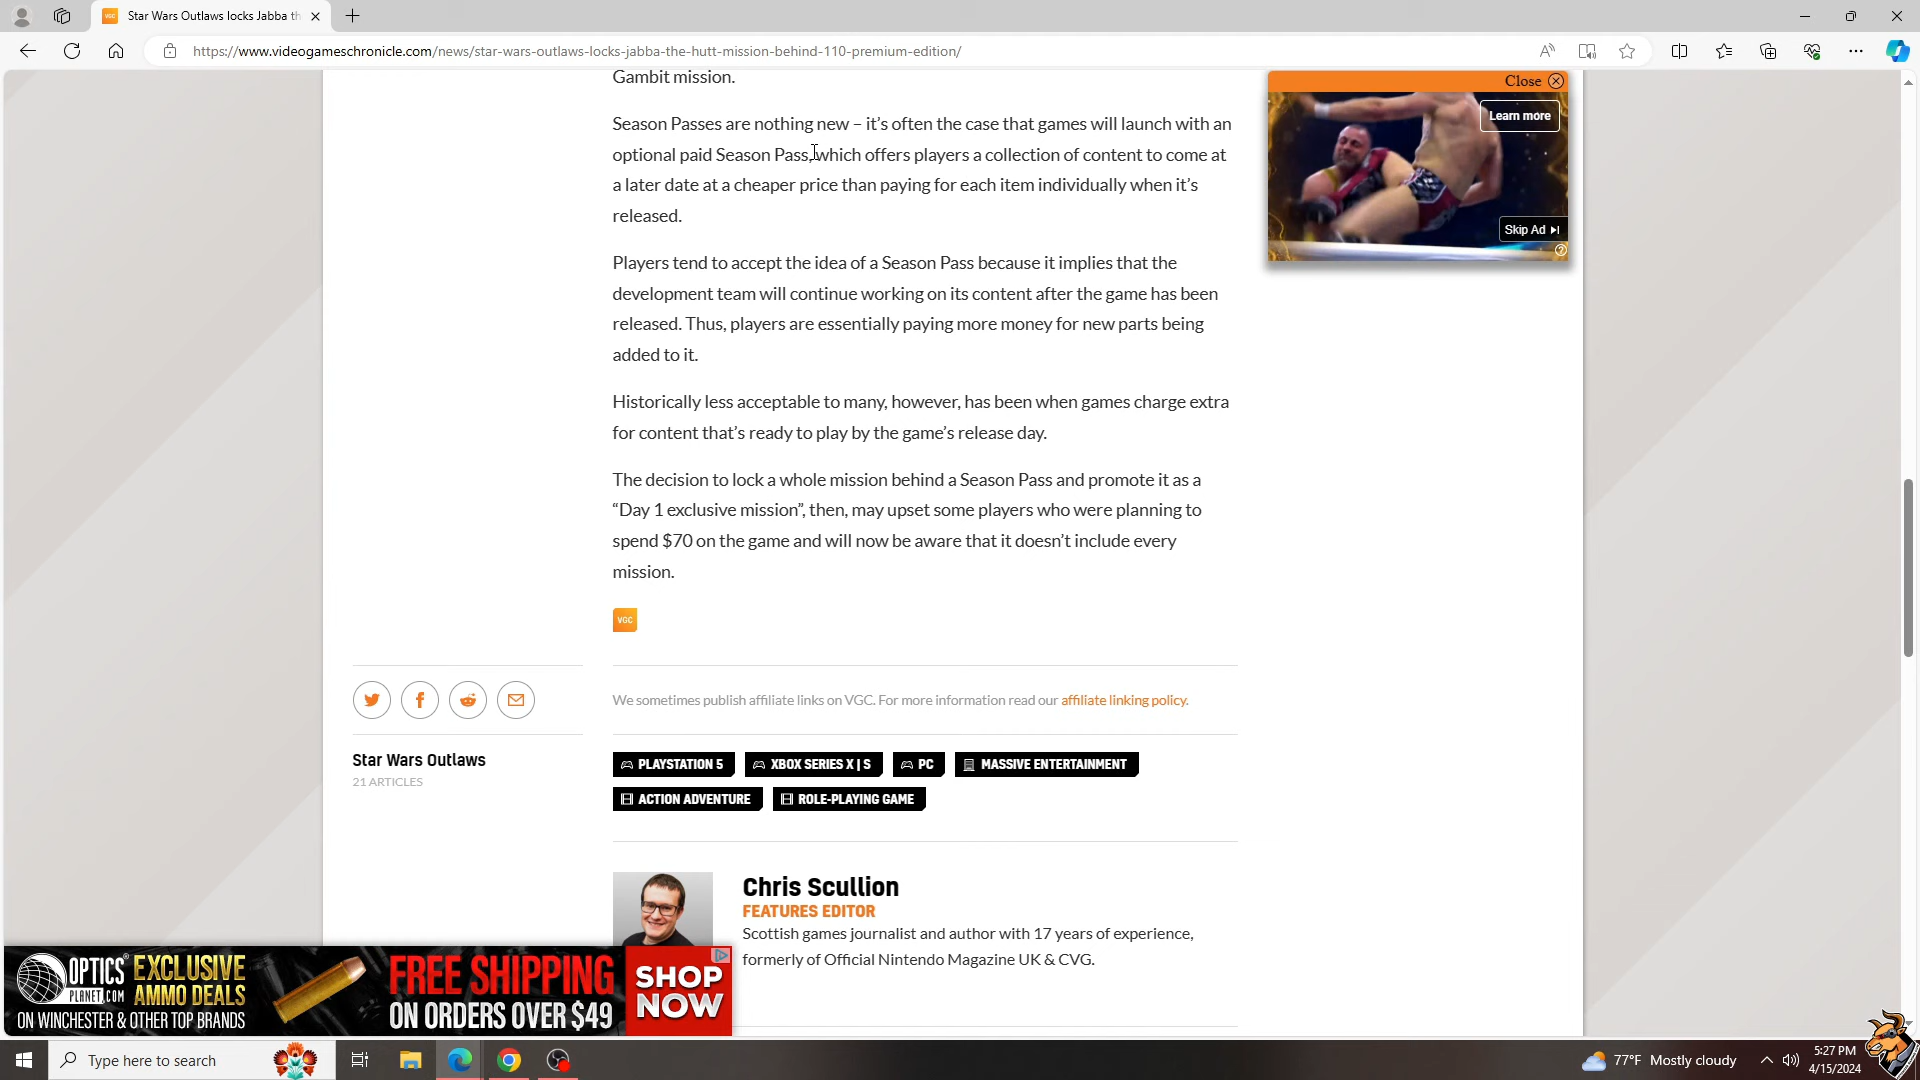 Star Wars Outlaws locks Jabba th
https://www.videogameschronicle.com/news/star-wars-outlaws-locks-jabba-the-hutt-mission-behind-110-premium-edition/
Gambit mission.
Close
Learn more
Skip Ad
Season Passes are nothing new – it's often the case that games will launch with an
optional paid Season Pass, which offers players a collection of content to come at
a later date at a cheaper price than paying for each item individually when it's
released.
Players tend to accept the idea of a Season Pass because it implies that the
development team will continue working on its content after the game has been
released. Thus, players are essentially paying more money for new parts being
added to it.
Historically less acceptable to many, however, has been when games charge extra
for content that's ready to play by the game's release day.
The decision to lock a whole mission behind a Season Pass and promote it as a
“Day 1 exclusive mission”, then, may upset some players who were planning to
spend $70 on the game and will now be aware that it doesn't include every
mission.
VGC
We sometimes publish affiliate links on VGC. For more information read our affiliate linking policy.
Star Wars Outlaws
21 ARTICLES
PLAYSTATION 5 XBOX SERIES X | S PC MASSIVE ENTERTAINMENT
ACTION ADVENTURE ROLE-PLAYING GAME
Chris Scullion
FEATURES EDITOR
Scottish games journalist and author with 17 years of experience,
formerly of Official Nintendo Magazine UK & CVG.
OPTICS
PLANET.COM
EXCLUSIVE
AMMO DEALS
ON WINCHESTER & OTHER TOP BRANDS
FREE SHIPPING
ON ORDERS OVER $49
SHOP
NOW
Type here to search
77°F Mostly cloudy
5:27 PM
4/15/2024